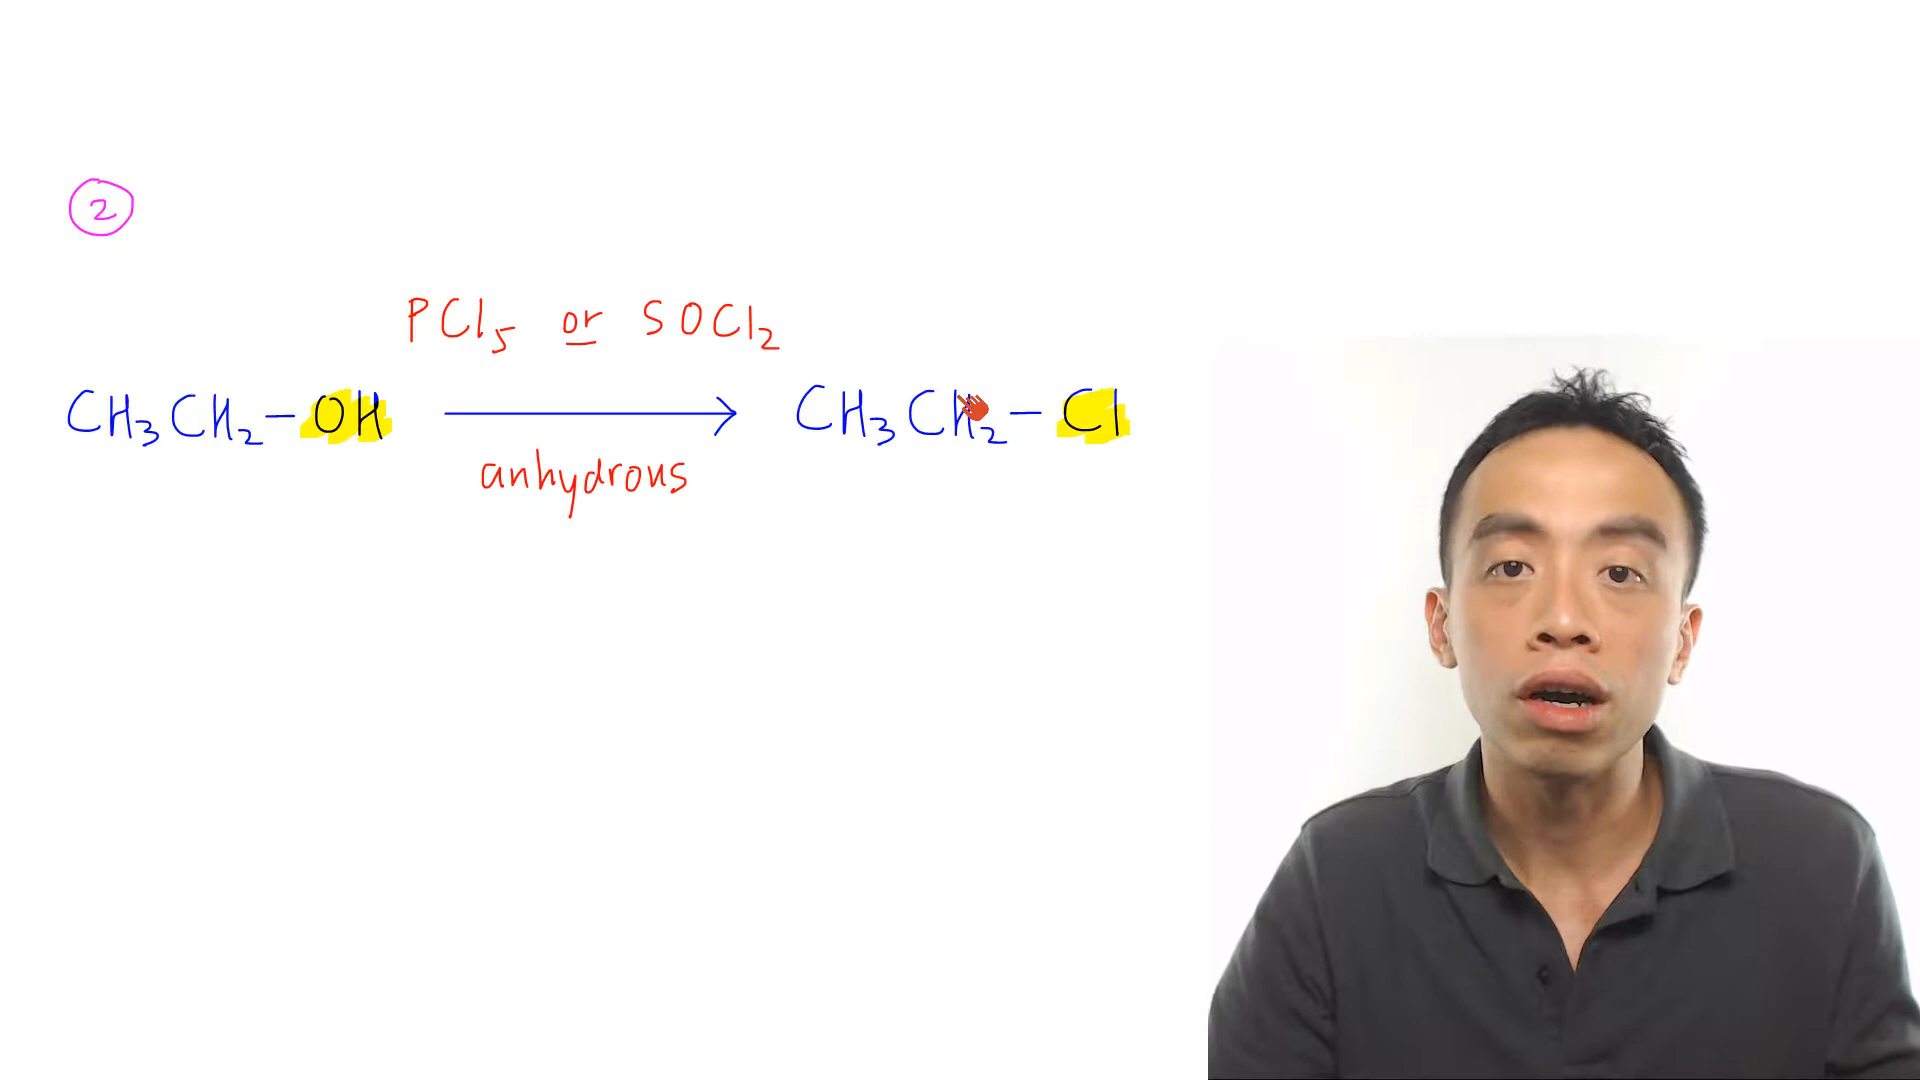 2
PCl₅ or SOCl₂
CH₃CH₂-OH → CH₃CH₂-Cl
anhydrous